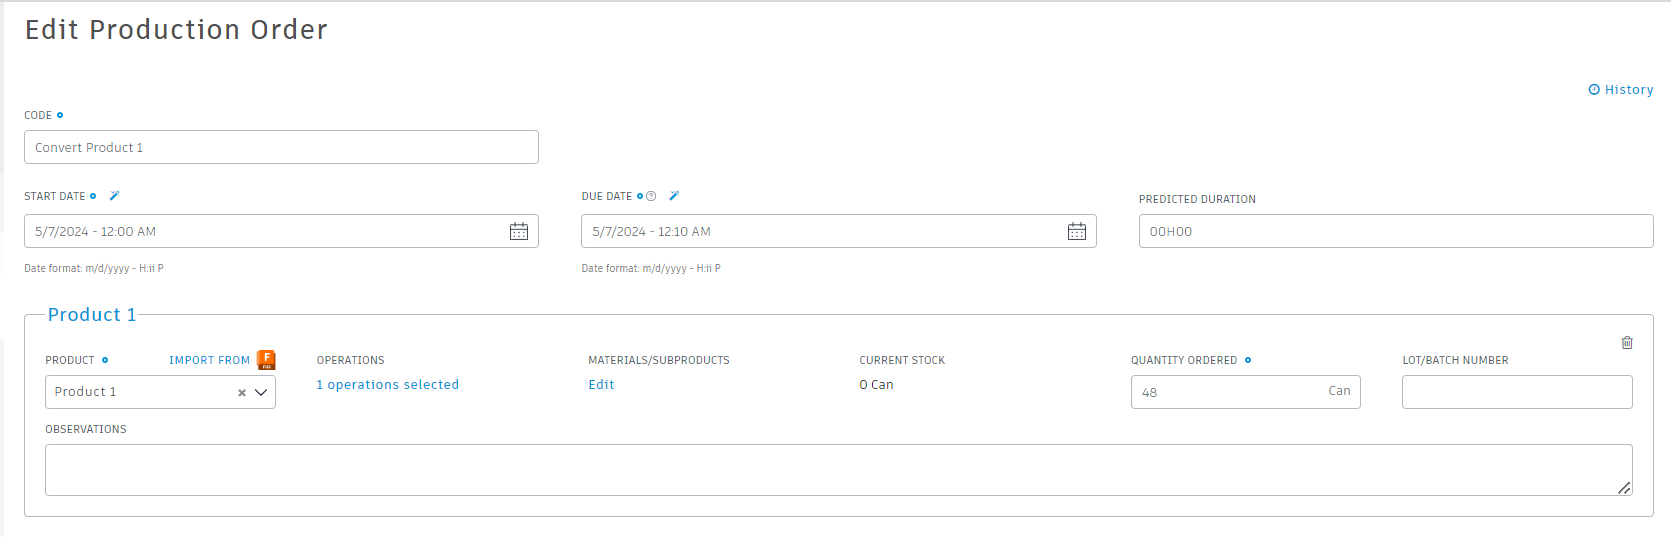 Edit Production Order
History
CODE
Convert Product 1
START DATE
DUE DATE
PREDICTED DURATION
5/7/2024 - 12:00 AM
5/7/2024 - 12:10 AM
00H00
Date format: m/d/yyyy - H:ii P
Date format: m/d/yyyy - H:ii P
Product 1
PRODUCT
IMPORT FROM
F
OPERATIONS
MATERIALS/SUBPRODUCTS
CURRENT STOCK
QUANTITY ORDERED
LOT/BATCH NUMBER
Product 1
1 operations selected
Edit
0 Can
48
Can
OBSERVATIONS